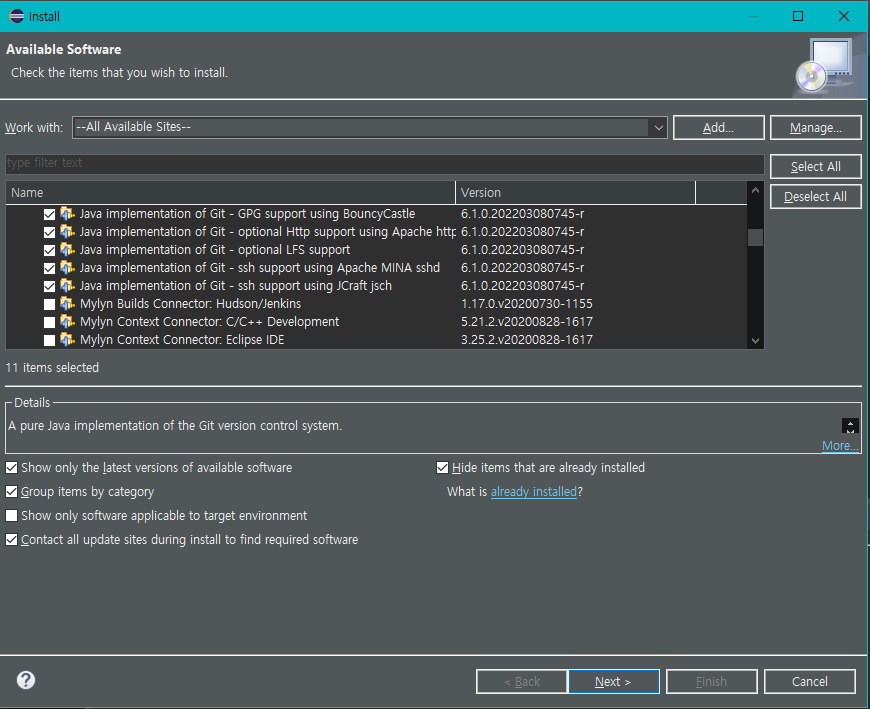 Install
Available Software
Check the items that you wish to install.
Work with: --All Available Sites-- Add... Manage...
type filter text Select All
Deselect All
Name Version
Java implementation of Git - GPG support using BouncyCastle 6.1.0.202203080745-r
Java implementation of Git - optional Http support using Apache http 6.1.0.202203080745-r
Java implementation of Git - optional LFS support 6.1.0.202203080745-r
Java implementation of Git - ssh support using Apache MINA sshd 6.1.0.202203080745-r
Java implementation of Git - ssh support using JCraft jsch 6.1.0.202203080745-r
Mylyn Builds Connector: Hudson/Jenkins 1.17.0.v20200730-1155
Mylyn Context Connector: C/C++ Development 5.21.2.v20200828-1617
Mylyn Context Connector: Eclipse IDE 3.25.2.v20200828-1617
11 items selected
Details
A pure Java implementation of the Git version control system.
More...
Show only the latest versions of available software Hide items that are already installed
Group items by category What is already installed?
Show only software applicable to target environment
Contact all update sites during install to find required software
? < Back Next > Finish Cancel